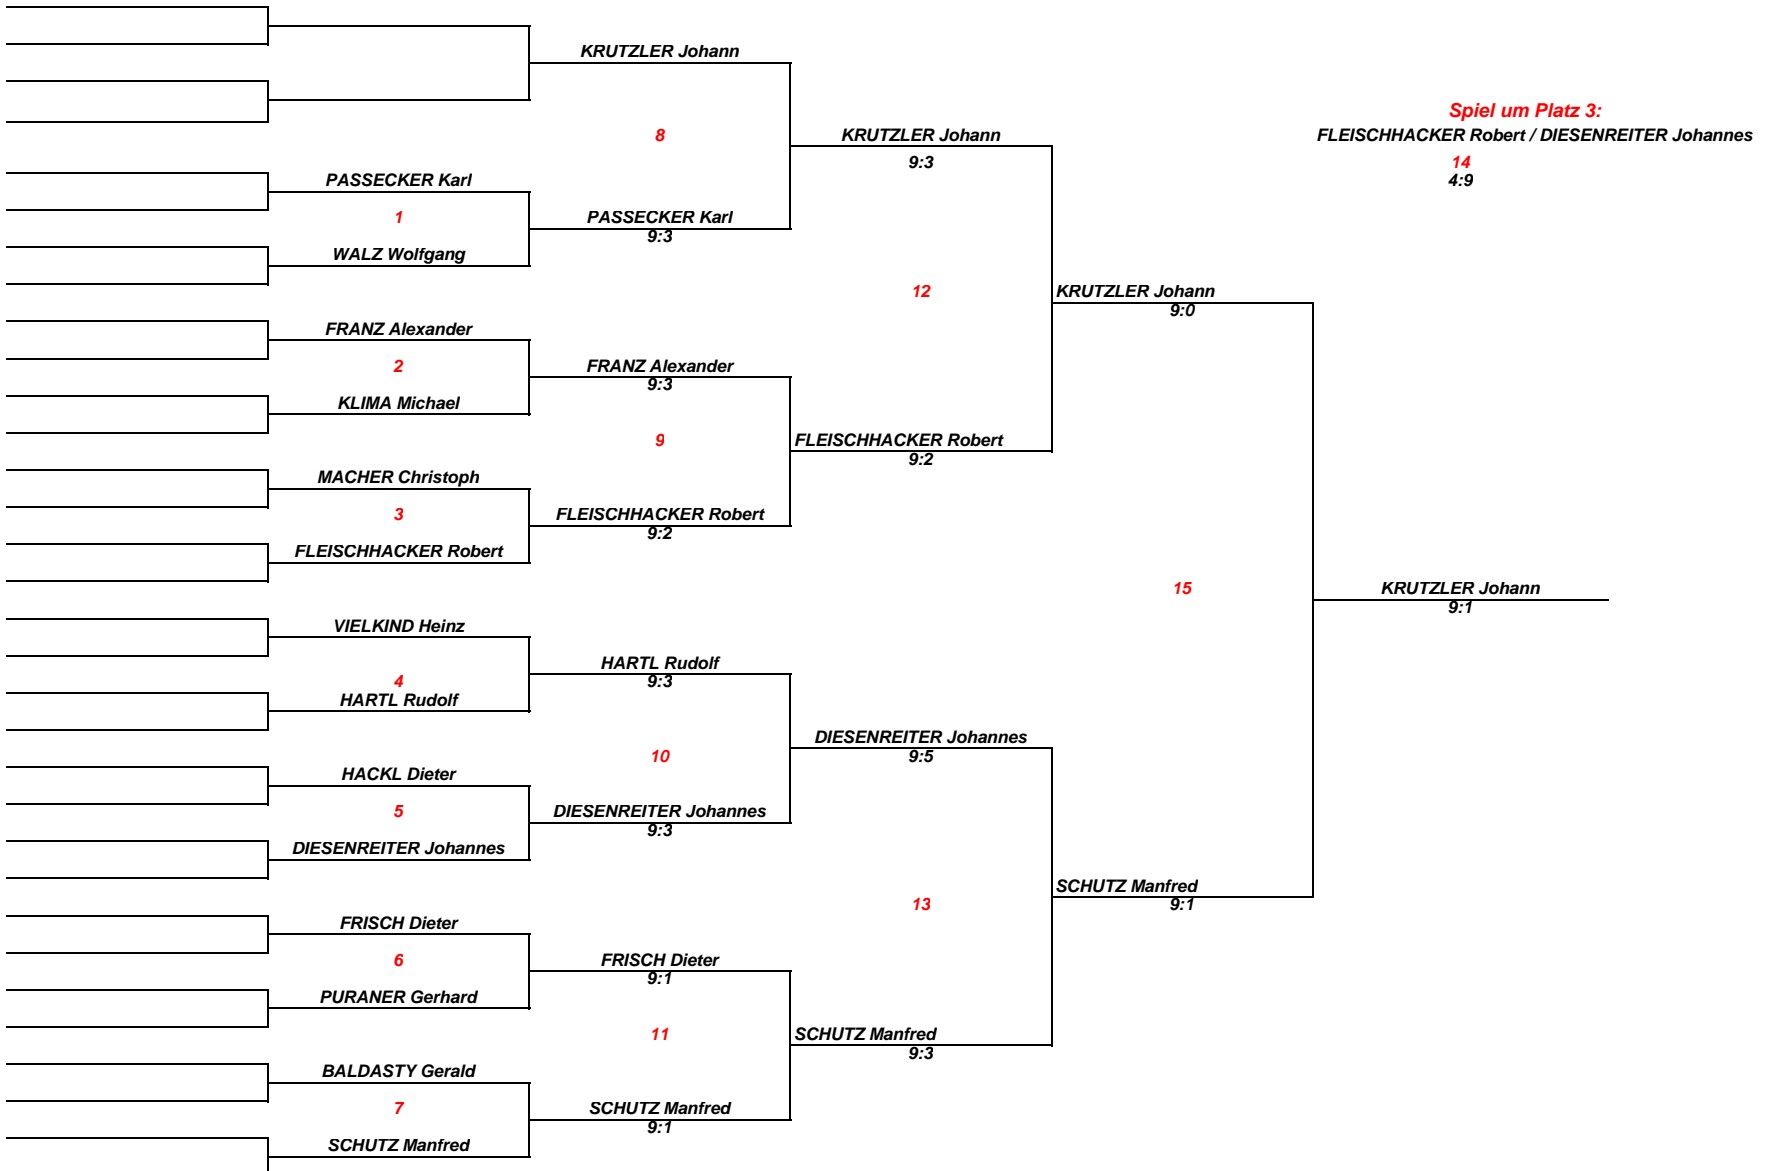 KRUTZLER Johann
Spiel um Platz 3:
8
KRUTZLER Johann
FLEISCHHACKER Robert / DIESENREITER Johannes
9:3
14
PASSECKER Karl
4:9
1
PASSECKER Karl
9:3
WALZ Wolfgang
12
KRUTZLER Johann
9:0
FRANZ Alexander
2
FRANZ Alexander
9:3
KLIMA Michael
9
FLEISCHHACKER Robert
9:2
MACHER Christoph
3
FLEISCHHACKER Robert
9:2
FLEISCHHACKER Robert
15
KRUTZLER Johann
9:1
VIELKIND Heinz
HARTL Rudolf
4
9:3
HARTL Rudolf
DIESENREITER Johannes
10
9:5
HACKL Dieter
5
DIESENREITER Johannes
9:3
DIESENREITER Johannes
SCHUTZ Manfred
13
9:1
FRISCH Dieter
6
FRISCH Dieter
9:1
PURANER Gerhard
11
SCHUTZ Manfred
9:3
BALDASTY Gerald
7
SCHUTZ Manfred
9:1
SCHUTZ Manfred